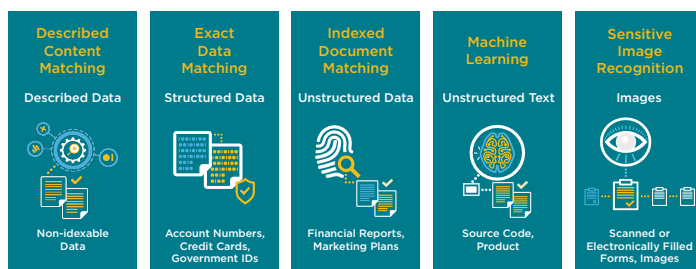 Described
Content
Matching
Described Data
Non-indexable
Data
Exact
Data
Matching
Structured Data
Account Numbers,
Credit Cards,
Government IDs
Indexed
Document
Matching
Unstructured Data
Financial Reports,
Marketing Plans
Machine
Learning
Unstructured Text
Source Code,
Product
Sensitive
Image
Recognition
Images
Scanned or
Electronically Filled
Forms, Images